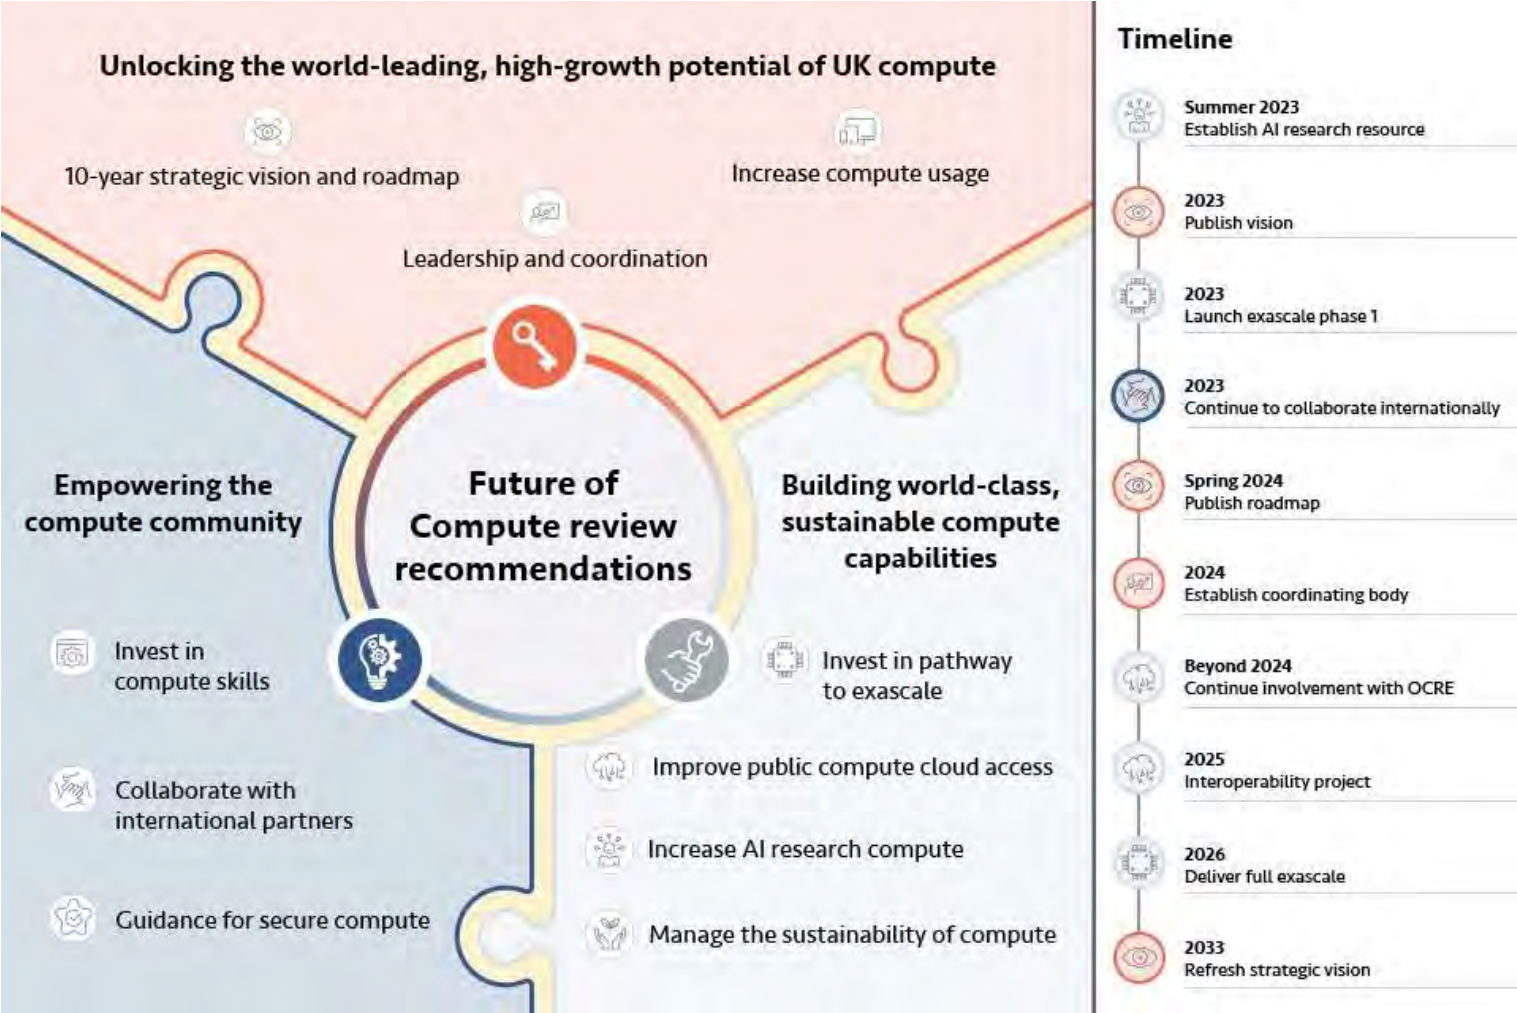 Unlocking the world-leading, high-growth potential of UK compute
10-year strategic vision and roadmap
Increase compute usage
Leadership and coordination
Future of
Compute review
recommendations
Empowering the
compute community
Invest in
compute skills
Collaborate with
international partners
Guidance for secure compute
Building world-class,
sustainable compute
capabilities
Invest in pathway
to exascale
Improve public compute cloud access
Increase AI research compute
Manage the sustainability of compute
Timeline
Summer 2023
Establish AI research resource
2023
Publish vision
2023
Launch exascale phase 1
2023
Continue to collaborate internationally
Spring 2024
Publish roadmap
2024
Establish coordinating body
Beyond 2024
Continue involvement with OCRE
2025
Interoperability project
2026
Deliver full exascale
2033
Refresh strategic vision